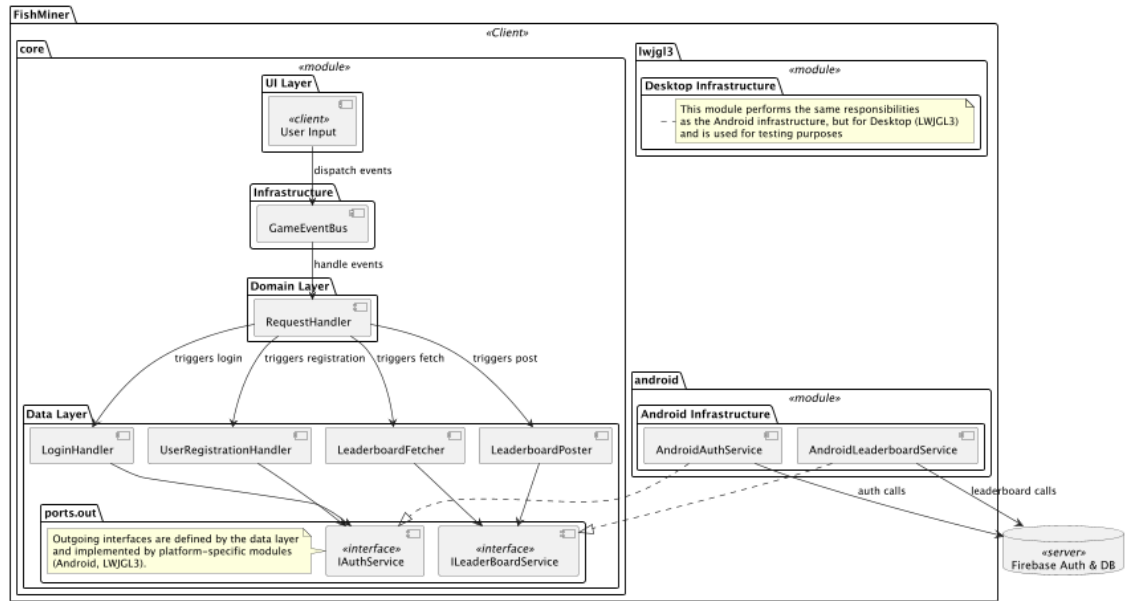 FishMiner
«Client»
core
«module»
UI Layer
«client»
User Input
dispatch events
Infrastructure
GameEventBus
handle events
Domain Layer
RequestHandler
triggers login
triggers registration
triggers fetch
triggers post
Data Layer
LoginHandler
UserRegistrationHandler
LeaderboardFetcher
LeaderboardPoster
ports.out
Outgoing interfaces are defined by the data layer
and implemented by platform-specific modules
(Android, LWJGL3).
«interface»
IAuthService
«interface»
ILeaderBoardService
lwjgl3
«module»
Desktop Infrastructure
This module performs the same responsibilities
as the Android infrastructure, but for Desktop (LWJGL3)
and is used for testing purposes
android
«module»
Android Infrastructure
AndroidAuthService
AndroidLeaderboardService
auth calls
leaderboard calls
«server»
Firebase Auth & DB